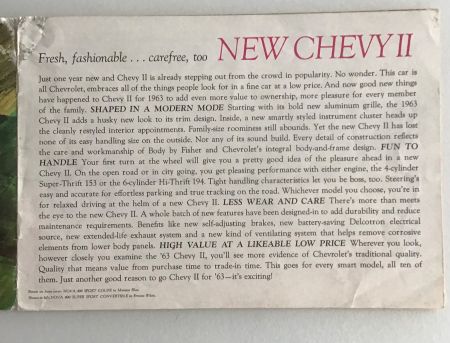 Fresh, fashionable . . . carefree, too NEW CHEVY II
Just one year new and Chevy II is already stepping out from the crowd in popularity. No wonder. This car is
all Chevrolet, embraces all of the things people look for in a fine car at a low price. And now good new things
have happened to Chevy II for 1963 to add even more value to ownership, more pleasure for every member
of the family. SHAPED IN A MODERN MODE Starting with its bold new aluminum grille, the 1963
Chevy II adds a husky new look to its trim design. Inside, a new smartly styled instrument cluster heads up
the cleanly restyled interior appointments. Family-size roominess still abounds. Yet the new Chevy II has lost
none of its easy handling size on the outside. Nor any of its sound build. Every detail of construction reflects
the care and workmanship of Body by Fisher and Chevrolet's integral body-and-frame design. FUN TO
HANDLE Your first turn at the wheel will give you a pretty good idea of the pleasure ahead in a new
Chevy II. On the open road or in city going, you get pleasing performance with either engine, the 4-cylinder
Super-Thrift 153 or the 6-cylinder Hi-Thrift 194. Tight handling characteristics let you be boss, too. Steering's
easy and accurate for effortless parking and true tracking on the road. Whichever model you choose, you're in
for relaxed driving at the helm of a new Chevy II. LESS WEAR AND CARE There's more than meets
the eye to the new Chevy II. A whole batch of new features have been designed-in to add durability and reduce
maintenance requirements. Benefits like new self-adjusting brakes, new battery-saving Delcotron electrical
source, new extended-life exhaust system and a new kind of ventilating system that helps remove corrosive
elements from lower body panels. HIGH VALUE AT A LIKEABLE LOW PRICE Wherever you look,
however closely you examine the '63 Chevy II, you'll see more evidence of Chevrolet's traditional quality.
Quality that means value from purchase time to trade-in time. This goes for every smart model, all ten of
them. Just another good reason to go Chevy II for '63—it's exciting!
NOVA 400 SPORT COUPE in
NOVA 400 SUPER SPORT CONVERTIBLE in Ermine White.